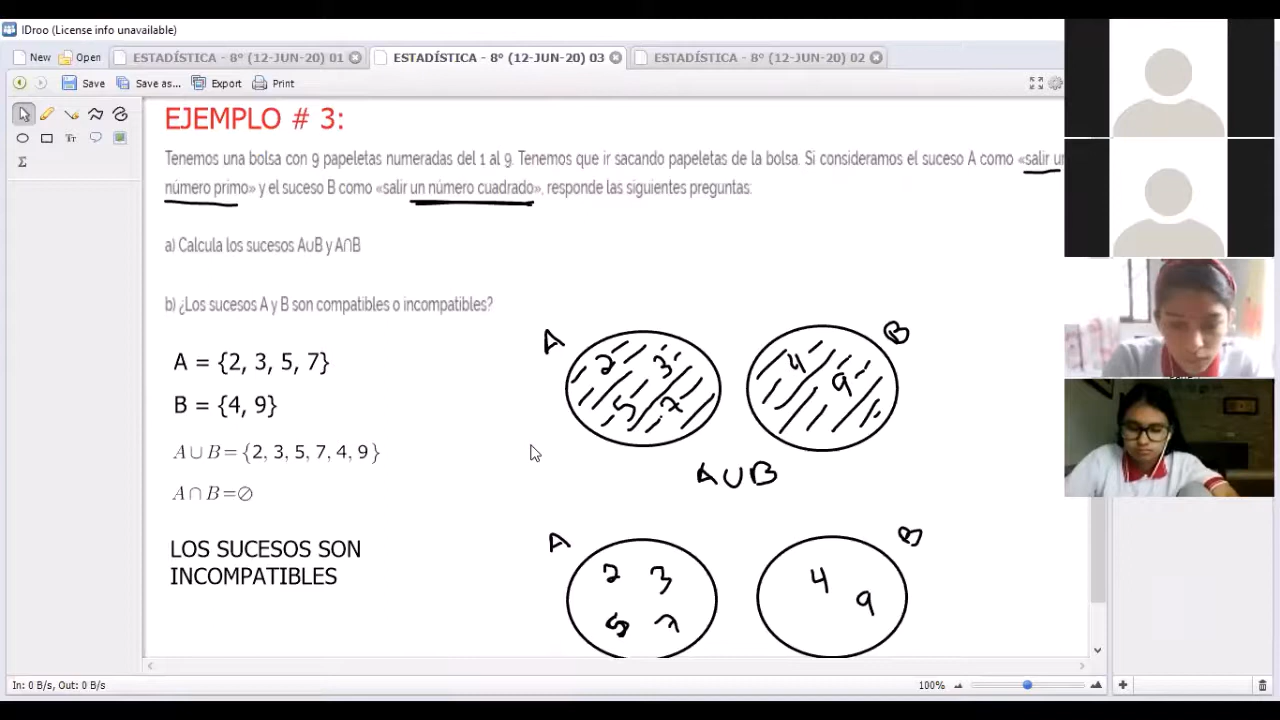 IDroo (License info unavailable)
New Open ESTADÍSTICA - 8º (12-JUN-20) 01 ESTADÍSTICA - 8º (12-JUN-20) 03 ESTADÍSTICA - 8º (12-JUN-20) 02
Save Save as... Export Print
EJEMPLO # 3:
Tenemos una bolsa con 9 papeletas numeradas del 1 al 9. Tenemos que ir sacando papeletas de la bolsa. Si consideramos el suceso A como «salir un
número primo» y el suceso B como «salir un número cuadrado», responde las siguientes preguntas:
a) Calcula los sucesos A∪B y A∩B
b) ¿Los sucesos A y B son compatibles o incompatibles?
A = {2, 3, 5, 7}
B = {4, 9}
A ∪ B = {2, 3, 5, 7, 4, 9 }
A ∩ B = ∅
LOS SUCESOS SON
INCOMPATIBLES
A B
2 3 4 9
5 7
A∪B
A B
2 3 4
5 7 9
In: 0 B/s, Out: 0 B/s 100%